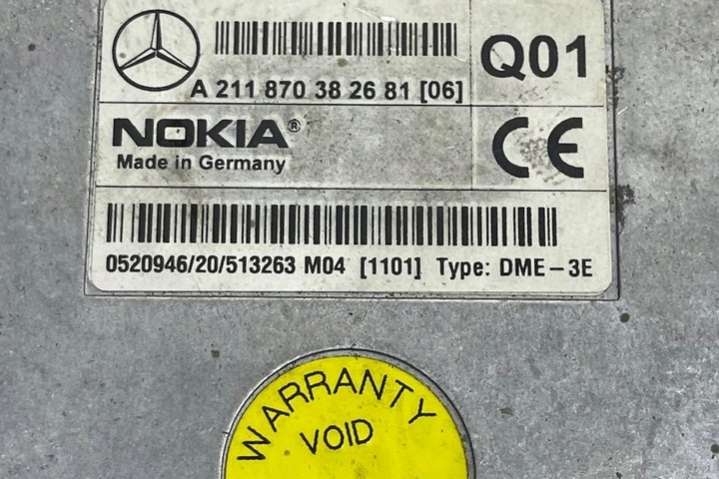 A 211 870 38 26 81 [06]
Q01
NOKIA®
Made in Germany
CE
0520946/20/513263 M04 [1101] Type: DME-3E
WARRANTY
VOID